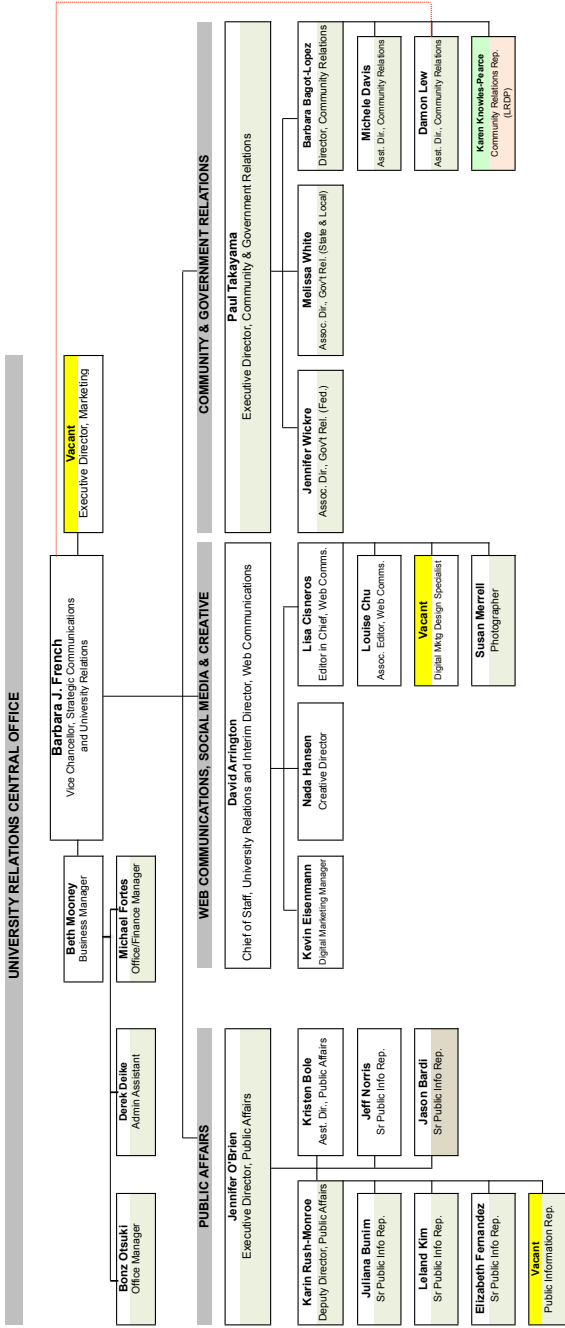 UNIVERSITY RELATIONS CENTRAL OFFICE
Barbara J. French
Vice Chancellor, Strategic Communications
and University Relations
Vacant
Executive Director, Marketing
Beth Mooney
Business Manager
Bonz Otsuki
Office Manager
Derek Deike
Admin Assistant
Michael Fortes
Office/Finance Manager
PUBLIC AFFAIRS
Jennifer O'Brien
Executive Director, Public Affairs
Karin Rush-Monroe
Deputy Director, Public Affairs
Juliana Bunim
Sr Public Info Rep.
Leland Kim
Sr Public Info Rep.
Elizabeth Fernandez
Sr Public Info Rep.
Vacant
Public Information Rep.
Kristen Bole
Asst. Dir., Public Affairs
Jeff Norris
Sr Public Info Rep.
Jason Bardi
Sr Public Info Rep.
WEB COMMUNICATIONS, SOCIAL MEDIA & CREATIVE
David Arrington
Chief of Staff, University Relations and Interim Director, Web Communications
Kevin Eisenmann
Digital Marketing Manager
Nada Hansen
Creative Director
Lisa Cisneros
Editor in Chief, Web Comms.
Louise Chu
Assoc. Editor, Web Comms.
Vacant
Digital Mktg Design Specialist
Susan Merrell
Photographer
COMMUNITY & GOVERNMENT RELATIONS
Paul Takayama
Executive Director, Community & Government Relations
Jennifer Wickre
Assoc. Dir., Gov't Rel. (Fed.)
Melissa White
Assoc. Dir, Gov't Rel. (State & Local)
Barbara Bagot-Lopez
Director, Community Relations
Michele Davis
Asst. Dir., Community Relations
Damon Lew
Asst. Dir., Community Relations
Karen Knowles-Pearce
Community Relations Rep.
(LRDP)